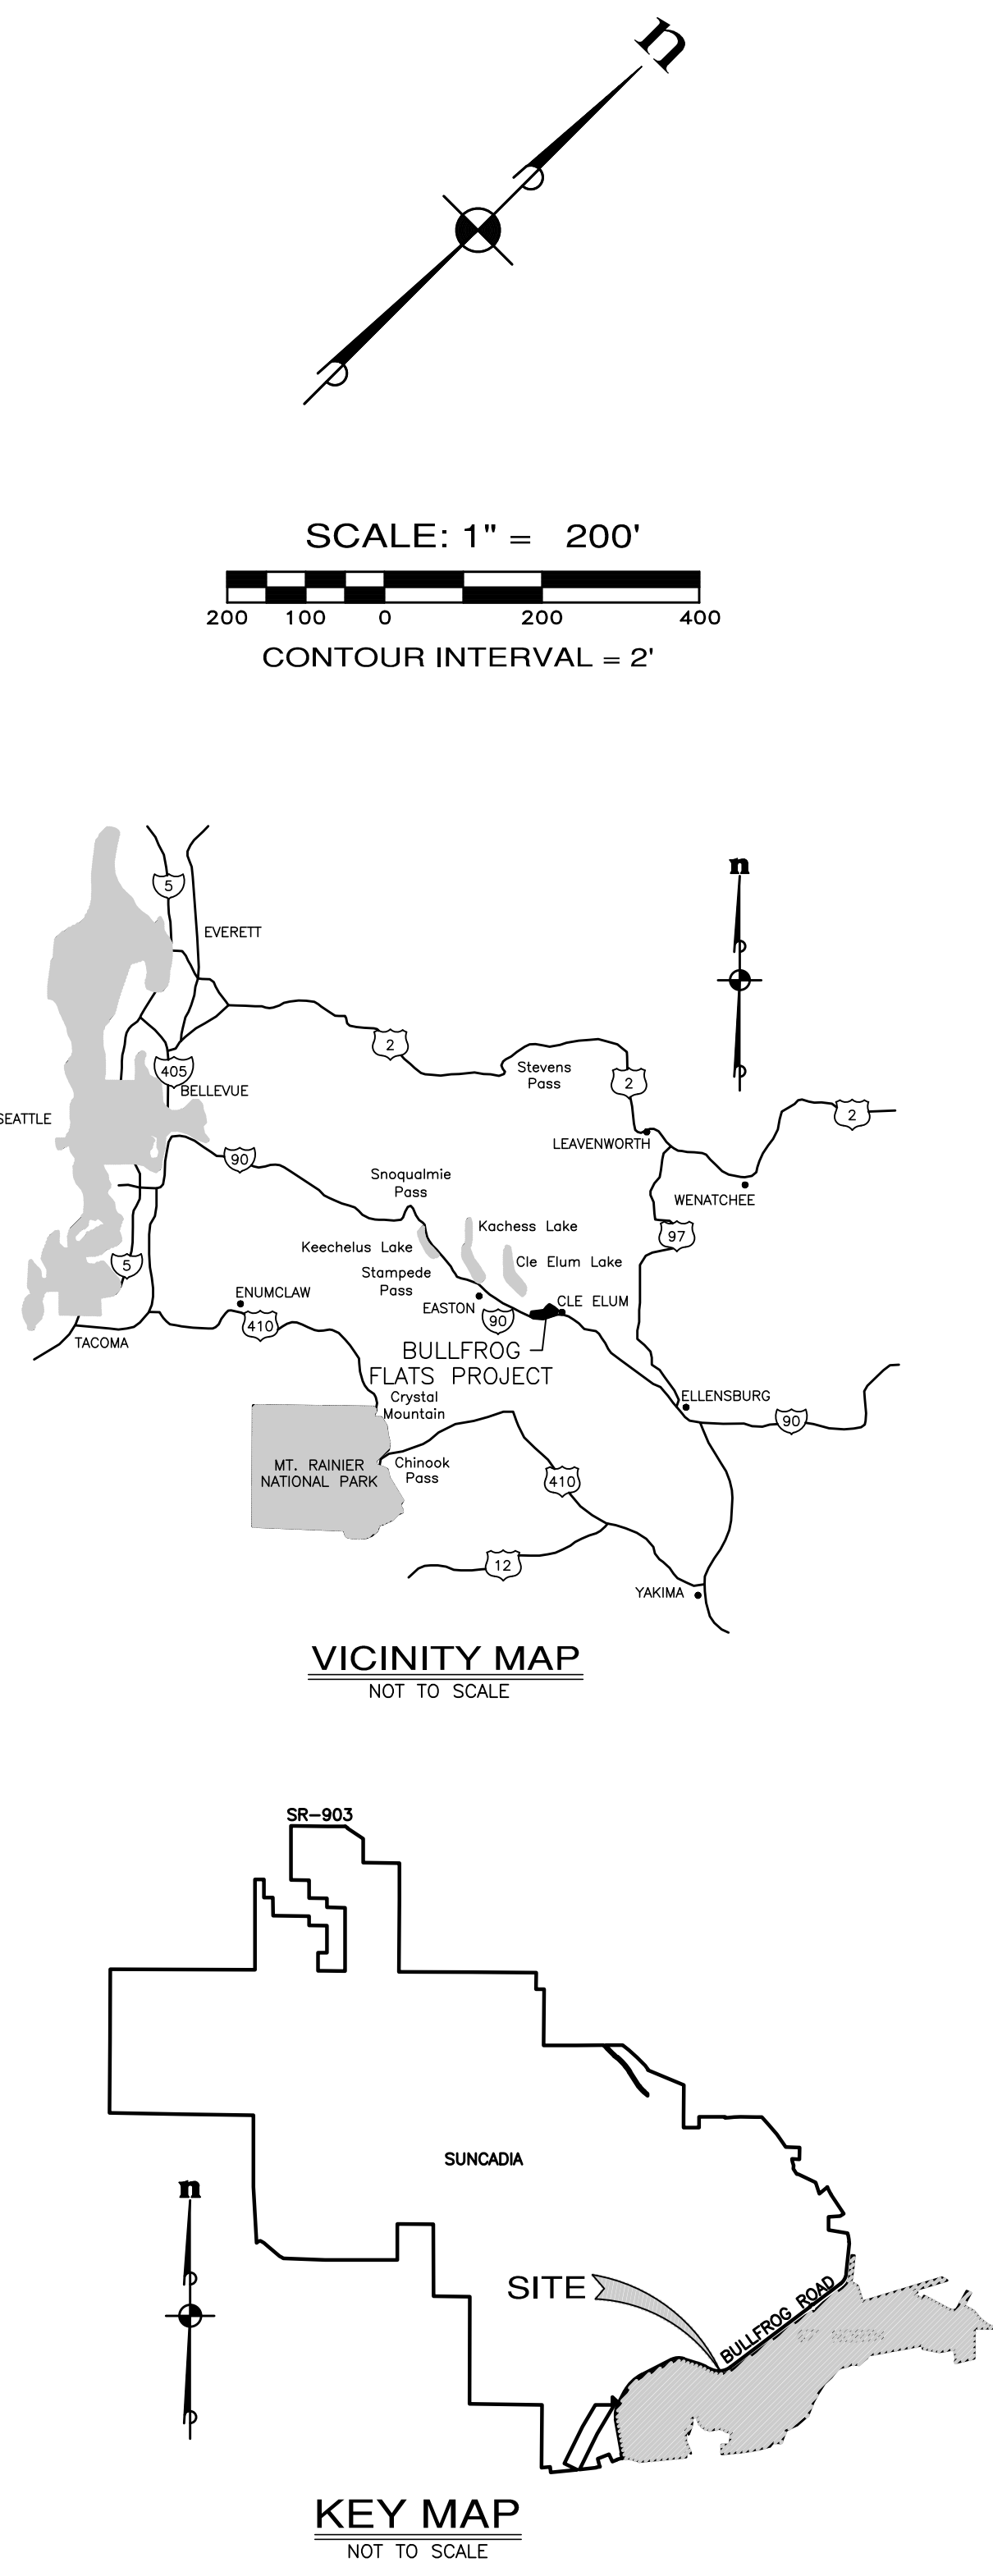 n
SCALE: 1" = 200'
200 100 0 200 400
CONTOUR INTERVAL = 2'
n
5
EVERETT
2
405
BELLEVUE
Stevens
Pass
2
2
SEATTLE
LEAVENWORTH
90
Snoqualmie
Pass
WENATCHEE
Kachess Lake
97
Keechelus Lake
Cle Elum Lake
5
Stampede
Pass
ENUMCLAW
EASTON
CLE ELUM
90
410
TACOMA
BULLFROG
FLATS PROJECT
Crystal
Mountain
ELLENSBURG
90
MT. RAINIER
NATIONAL PARK
Chinook
Pass
410
12
YAKIMA
VICINITY MAP
NOT TO SCALE
SR-903
SUNCADIA
n
SITE
BULLFROG ROAD
KEY MAP
NOT TO SCALE